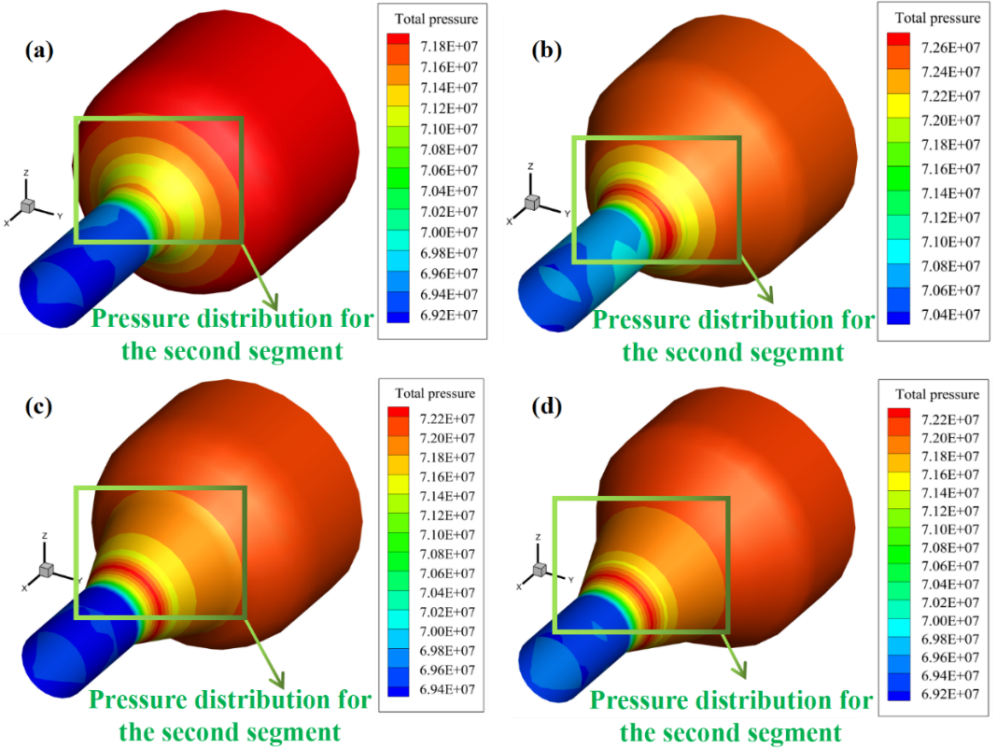 (a)
Total pressure
7.18E+07
7.16E+07
7.14E+07
7.10E+07
7.08E+07
7.06E+07
7.04E+07
7.02E+07
7.00E+07
6.98E+07
6.96E+07
6.94E+07
6.92E+07
Z
Y
X
Pressure distribution for
the second segment
(b)
Total pressure
7.26E+07
7.24E+07
7.22E+07
7.20E+07
7.18E+07
7.14E+07
7.12E+07
7.10E+07
7.08E+07
7.06E+07
7.04E+07
Z
Y
X
Pressure distribution for
the second segemnt
(c)
Total pressure
7.22E+07
7.20E+07
7.18E+07
7.16E+07
7.14E+07
7.12E+07
7.10E+07
7.08E+07
7.06E+07
7.04E+07
7.02E+07
7.00E+07
6.98E+07
6.96E+07
6.94E+07
Z
Y
X
Pressure distribution for
the second segment
(d)
Total pressure
7.22E+07
7.20E+07
7.18E+07
7.16E+07
7.14E+07
7.12E+07
7.10E+07
7.08E+07
7.06E+07
7.04E+07
7.02E+07
7.00E+07
6.98E+07
6.96E+07
6.94E+07
6.92E+07
Z
Y
X
Pressure distribution for
the second segment